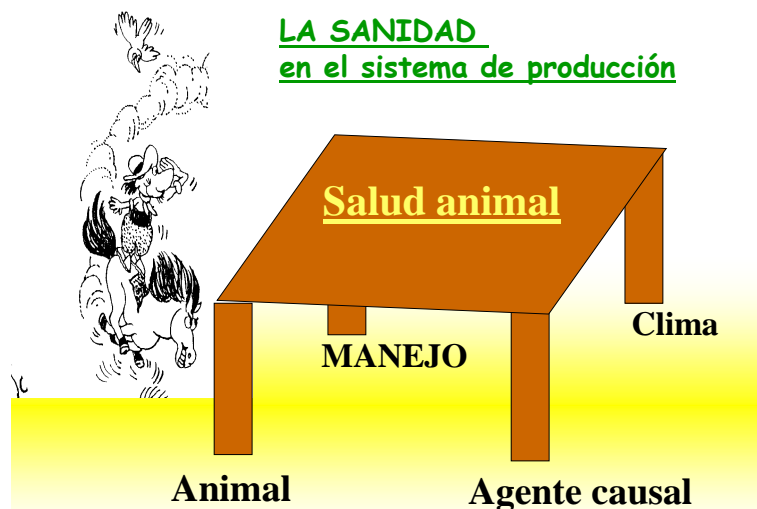 LA SANIDAD
en el sistema de producción
Salud animal
Clima
MANEJO
Animal
Agente causal